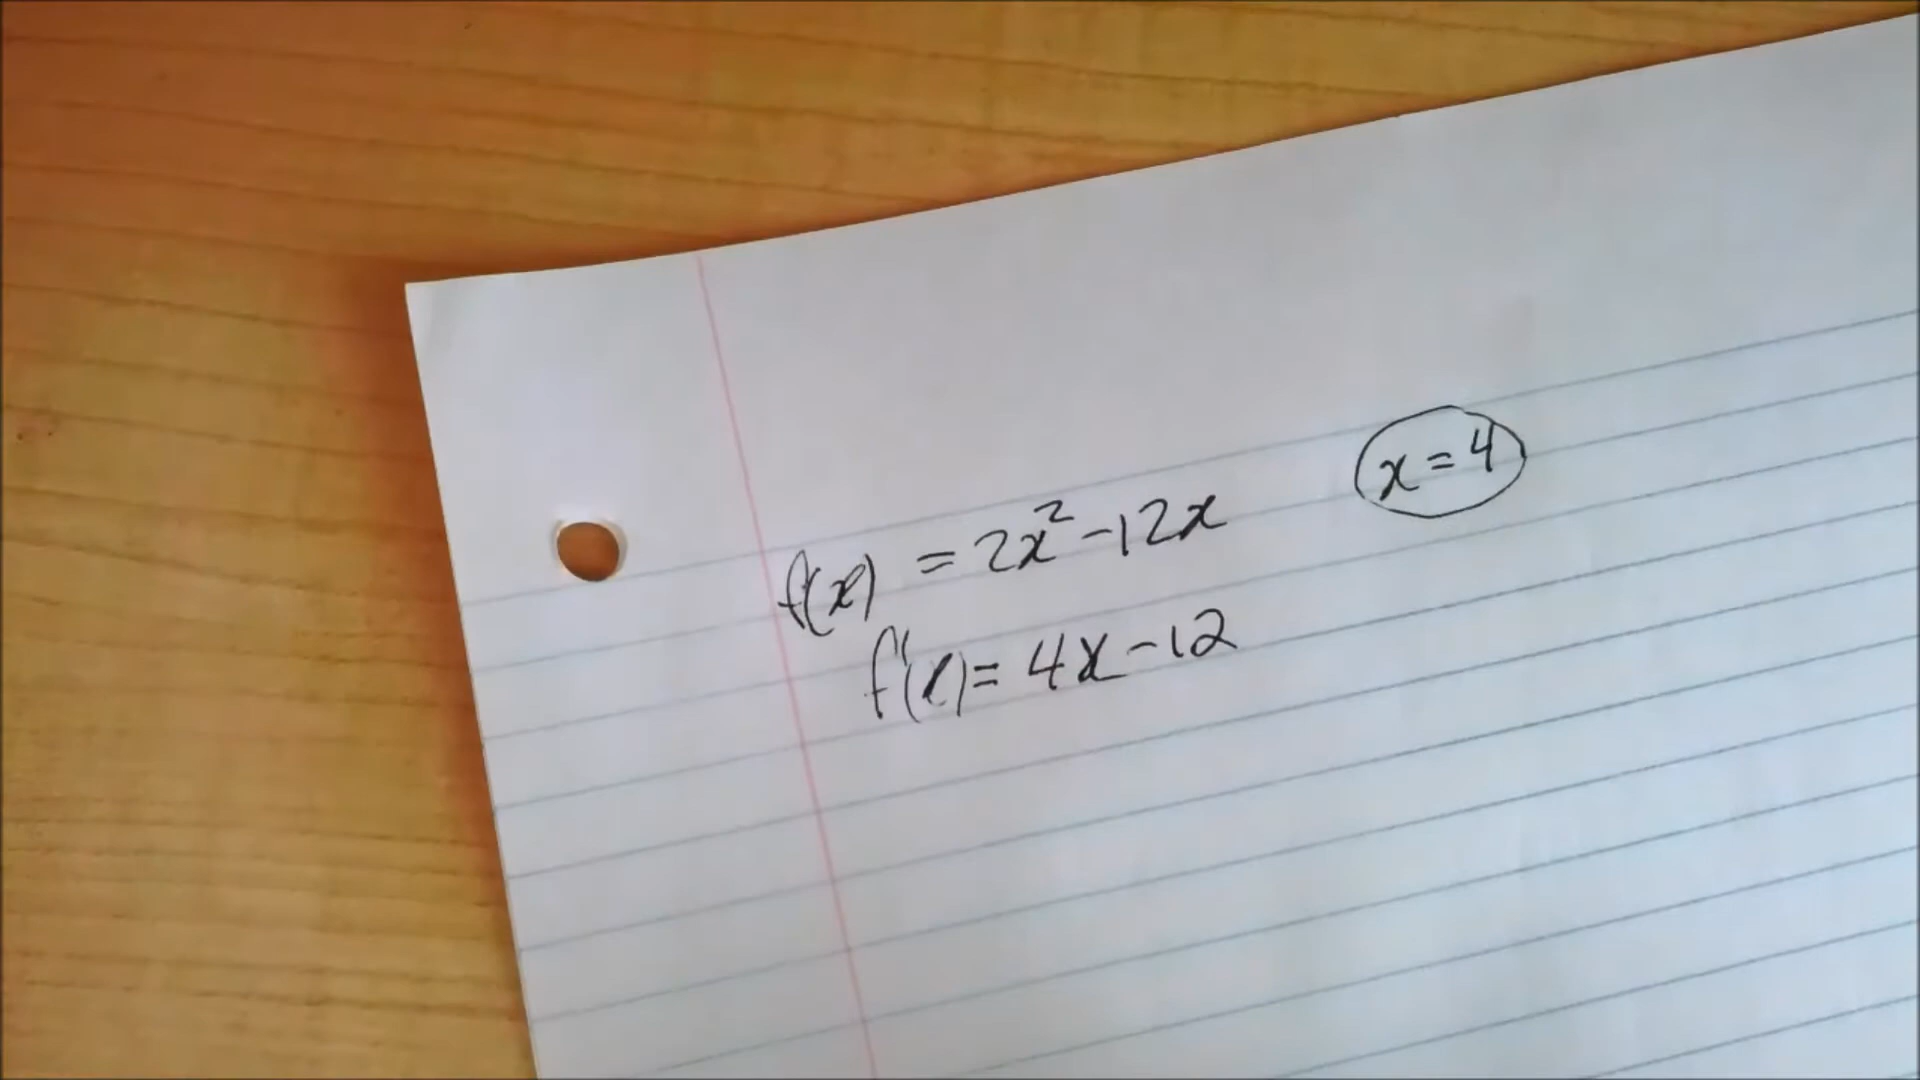 x = 4
f(x) = 2x² - 12x
f'(x) = 4x - 12